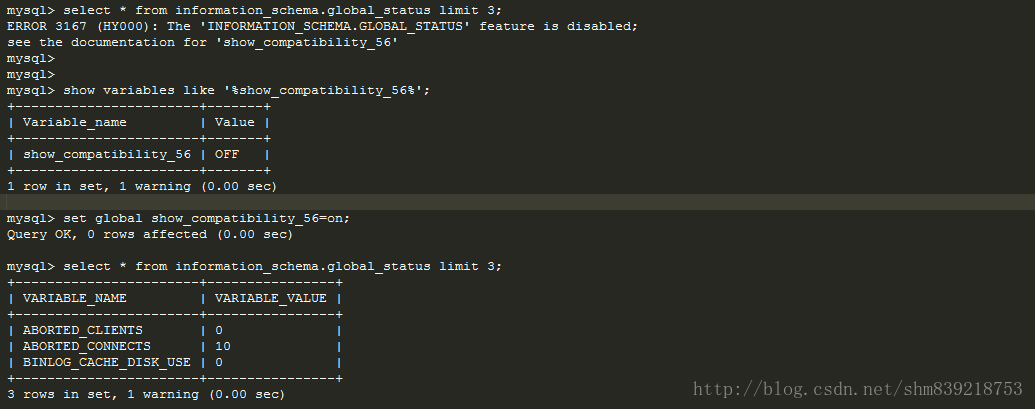 mysql> select * from information_schema.global_status limit 3;
ERROR 3167 (HY000): The 'INFORMATION_SCHEMA.GLOBAL_STATUS' feature is disabled;
see the documentation for 'show_compatibility_56'
mysql>
mysql>
mysql> show variables like '%show_compatibility_56%';
+-----------------------+-------+
| Variable_name         | Value |
+-----------------------+-------+
| show_compatibility_56 | OFF   |
+-----------------------+-------+
1 row in set, 1 warning (0.00 sec)
mysql> set global show_compatibility_56=on;
Query OK, 0 rows affected (0.00 sec)
mysql> select * from information_schema.global_status limit 3;
+-----------------------+----------------+
| VARIABLE_NAME         | VARIABLE_VALUE |
+-----------------------+----------------+
| ABORTED_CLIENTS       | 0              |
| ABORTED_CONNECTS      | 10             |
| BINLOG_CACHE_DISK_USE | 0              |
+-----------------------+----------------+
3 rows in set, 1 warning (0.00 sec)
http://blog.csdn.net/shm839218753